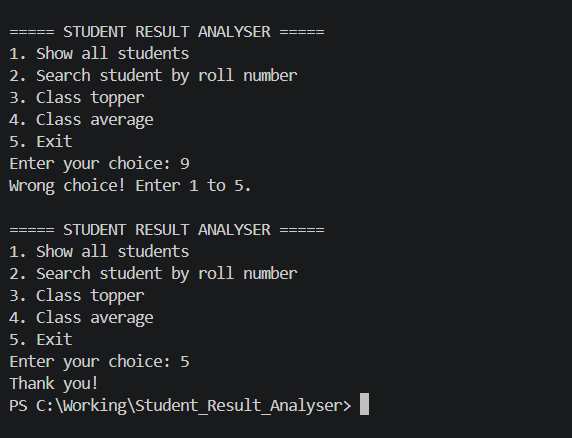 ===== STUDENT RESULT ANALYSER =====
1. Show all students
2. Search student by roll number
3. Class topper
4. Class average
5. Exit
Enter your choice: 9
Wrong choice! Enter 1 to 5.

===== STUDENT RESULT ANALYSER =====
1. Show all students
2. Search student by roll number
3. Class topper
4. Class average
5. Exit
Enter your choice: 5
Thank you!
PS C:\Working\Student_Result_Analyser>